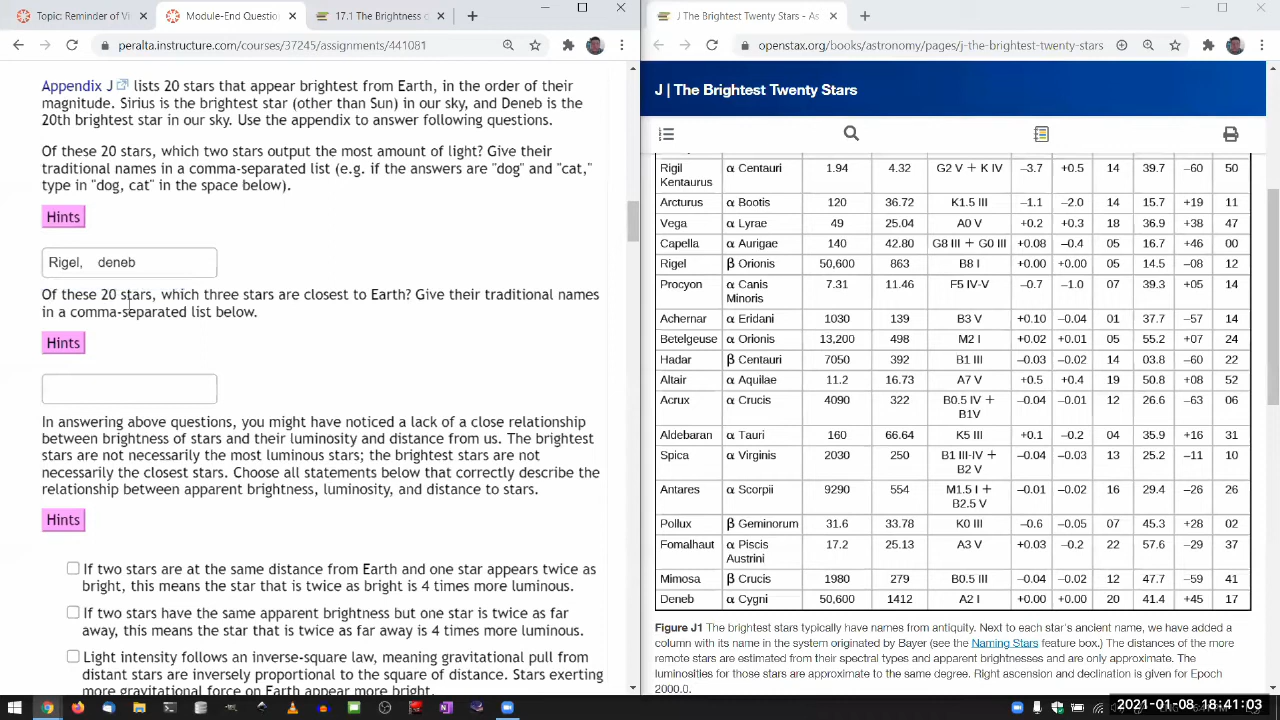 Topic Reminder of V
Module-End Question
17.1 The Brightness
J The Brightest Twenty Stars - As
peralta.instructure.com/courses/37245/assignments/441081
openstax.org/books/astronomy/pages/j-the-brightest-twenty-stars
Appendix J lists 20 stars that appear brightest from Earth, in the order of their
magnitude. Sirius is the brightest star (other than Sun) in our sky, and Deneb is the
20th brightest star in our sky. Use the appendix to answer following questions.
Of these 20 stars, which two stars output the most amount of light? Give their
traditional names in a comma-separated list (e.g. if the answers are "dog" and "cat,"
type in "dog, cat" in the space below).
Hints
Rigel, deneb
Of these 20 stars, which three stars are closest to Earth? Give their traditional names
in a comma-separated list below.
Hints
In answering above questions, you might have noticed a lack of a close relationship
between brightness of stars and their luminosity and distance from us. The brightest
stars are not necessarily the most luminous stars; the brightest stars are not
necessarily the closest stars. Choose all statements below that correctly describe the
relationship between apparent brightness, luminosity, and distance to stars.
Hints
If two stars are at the same distance from Earth and one star appears twice as
bright, this means the star that is twice as bright is 4 times more luminous.
If two stars have the same apparent brightness but one star is twice as far
away, this means the star that is twice as far away is 4 times more luminous.
Light intensity follows an inverse-square law, meaning gravitational pull from
distant stars are inversely proportional to the square of distance. Stars exerting
more gravitational force on Earth appear more bright.
J | The Brightest Twenty Stars
Rigil α Centauri 1.94 4.32 G2 V + K IV –3.7 +0.5 14 39.7 –60 50
Kentaurus
Arcturus α Bootis 120 36.72 K1.5 III –1.1 –2.0 14 15.7 +19 11
Vega α Lyrae 49 25.04 A0 V +0.2 +0.3 18 36.9 +38 47
Capella α Aurigae 140 42.80 G8 III + G0 III +0.08 –0.4 05 16.7 +46 00
Rigel β Orionis 50,600 863 B8 I +0.00 +0.00 05 14.5 –08 12
Procyon α Canis 7.31 11.46 F5 IV-V –0.7 –1.0 07 39.3 +05 14
Minoris
Achernar α Eridani 1030 139 B3 V +0.10 –0.04 01 37.7 –57 14
Betelgeuse α Orionis 13,200 498 M2 I +0.02 +0.01 05 55.2 +07 24
Hadar β Centauri 7050 392 B1 III –0.03 –0.02 14 03.8 –60 22
Altair α Aquilae 11.2 16.73 A7 V +0.5 +0.4 19 50.8 +08 52
Acrux α Crucis 4090 322 B0.5 IV + –0.04 –0.01 12 26.6 –63 06
B1V
Aldebaran α Tauri 160 66.64 K5 III +0.1 –0.2 04 35.9 +16 31
Spica α Virginis 2030 250 B1 III-IV + –0.04 –0.03 13 25.2 –11 10
B2 V
Antares α Scorpii 9290 554 M1.5 I + –0.01 –0.02 16 29.4 –26 26
B2.5 V
Pollux β Geminorum 31.6 33.78 K0 III –0.6 –0.05 07 45.3 +28 02
Fomalhaut α Piscis 17.2 25.13 A3 V +0.03 –0.2 22 57.6 –29 37
Austrini
Mimosa β Crucis 1980 279 B0.5 III –0.04 –0.02 12 47.7 –59 41
Deneb α Cygni 50,600 1412 A2 I +0.00 +0.00 20 41.4 +45 17
Figure J1 The brightest stars typically have names from antiquity. Next to each star's ancient name, we have added a
column with its name in the system originated by Bayer (see the Naming Stars feature box.) The distances of the more
remote stars are estimated from their spectral types and apparent brightnesses and are only approximate. The
luminosities for those stars are approximate to the same degree. Right ascension and declination is given for Epoch
2000.0.
2021-01-08 18:41:03